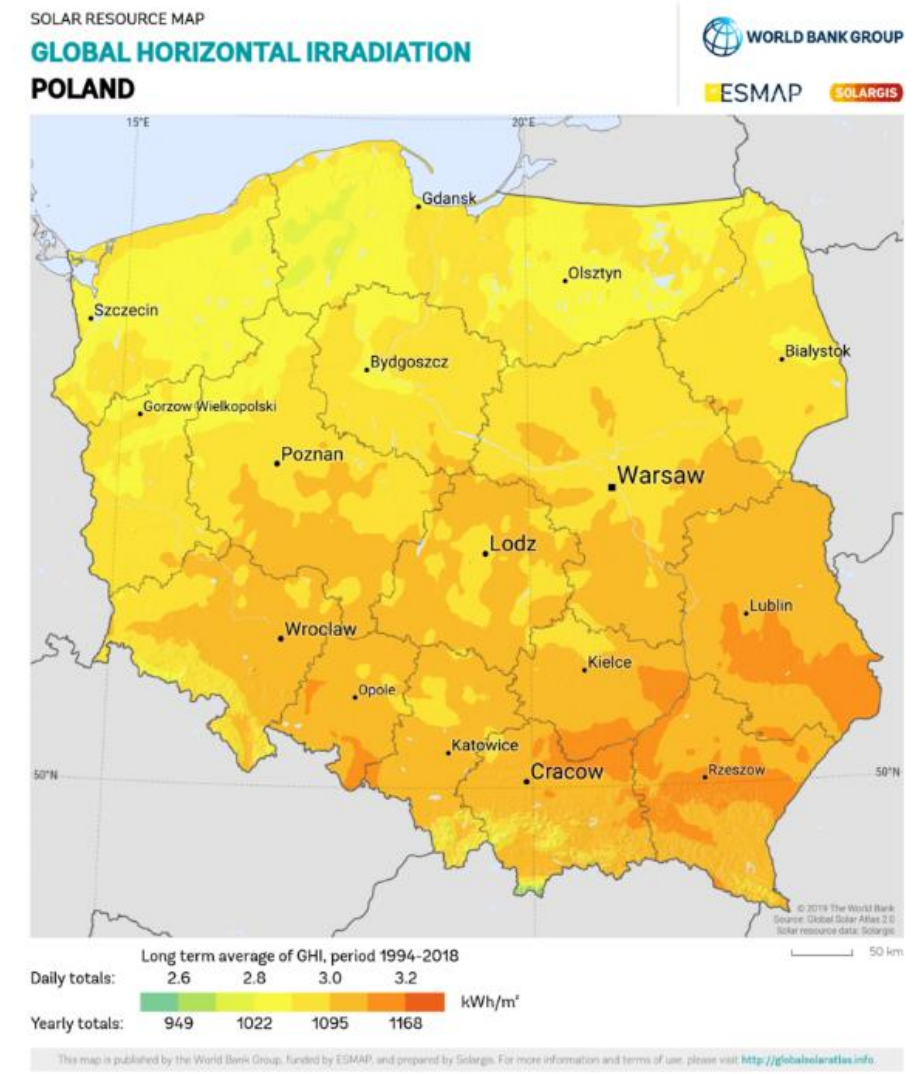 SOLAR RESOURCE MAP
GLOBAL HORIZONTAL IRRADIATION
POLAND
WORLD BANK GROUP
ESMAP SOLARGIS
15°E 20°E
Gdansk
Olsztyn
Szczecin
Bialystok
Bydgoszcz
Gorzow Wielkopolski
Poznan
Warsaw
Lodz
Lublin
Wroclaw
Kielce
Opole
Katowice
Cracow
Rzeszow
50°N 50°N
© 2019 The World Bank
Source: Global Solar Atlas 2.0
Solar resource data: Solargis
50 km
Long term average of GHI, period 1994-2018
Daily totals: 2.6 2.8 3.0 3.2
kWh/m²
Yearly totals: 949 1022 1095 1168
This map is published by the World Bank Group, funded by ESMAP, and prepared by Solargis. For more information and terms of use, please visit http://globalsolaratlas.info.